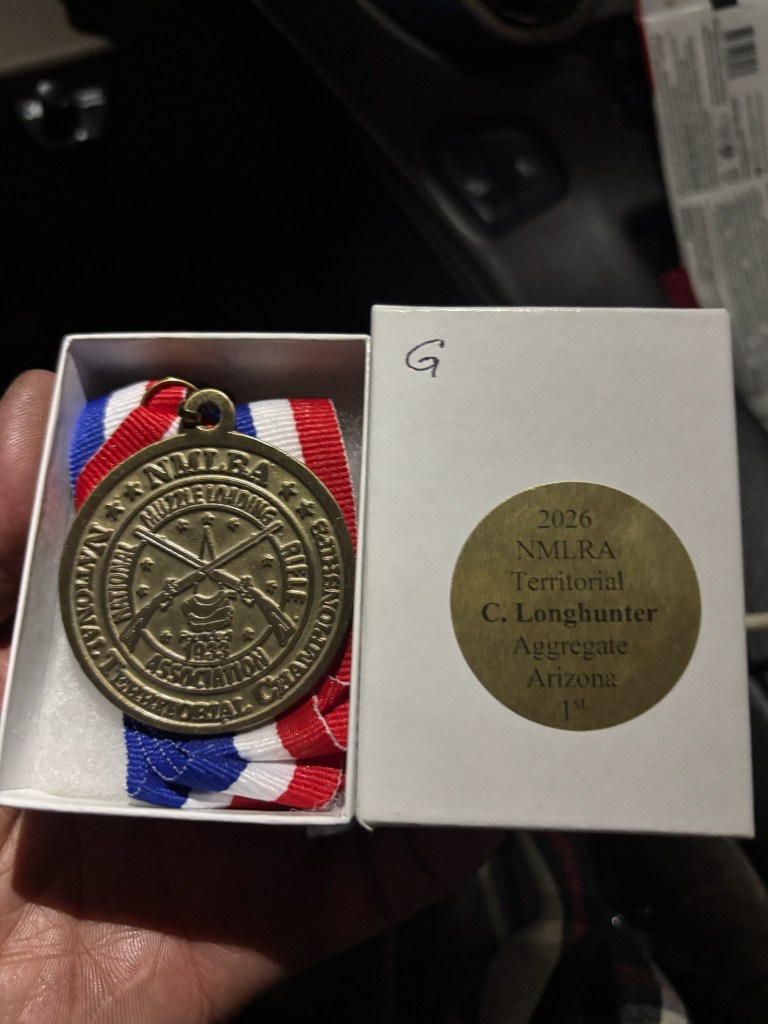 NMLRA
NATIONAL TERRITORIAL CHAMPIONSHIPS
NATIONAL MUZZLE LOADING RIFLE
ASSOCIATION
1933
G
2026
NMLRA
Territorial
C. Longhunter
Aggregate
Arizona
1st